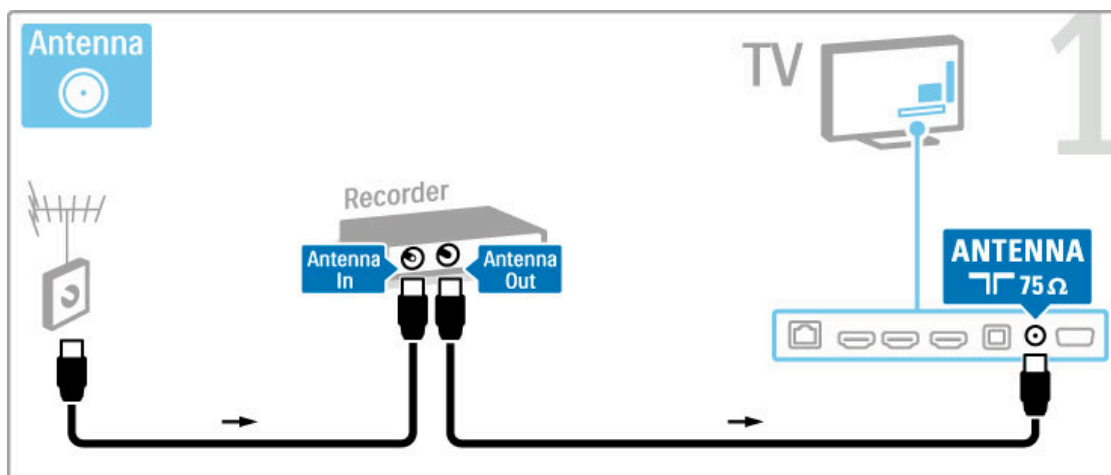 Antenna
TV
1
Recorder
Antenna
In
Antenna
Out
ANTENNA
75 Ω